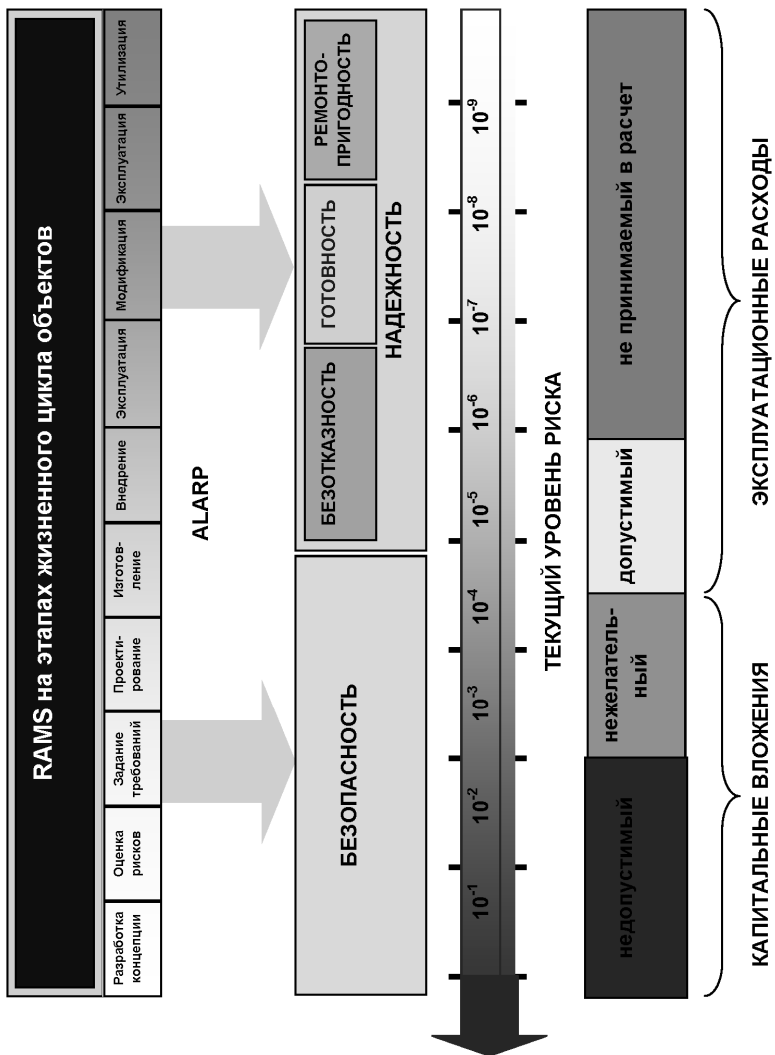 RAMS на этапах жизненного цикла объектов
Разработка
концепции
Оценка
рисков
Задание
требований
Проекти-
рование
Изготов-
ление
Внедрение
Эксплуатация
Модификация
Эксплуатация
Утилизация
ALARP
БЕЗОПАСНОСТЬ
БЕЗОТКАЗНОСТЬ
ГОТОВНОСТЬ
РЕМОНТО-
ПРИГОДНОСТЬ
НАДЕЖНОСТЬ
10-1
10-2
10-3
10-4
10-5
10-6
10-7
10-8
10-9
ТЕКУЩИЙ УРОВЕНЬ РИСКА
недопустимый
нежелатель-
ный
допустимый
не принимаемый в расчет
КАПИТАЛЬНЫЕ ВЛОЖЕНИЯ
ЭКСПЛУАТАЦИОННЫЕ РАСХОДЫ